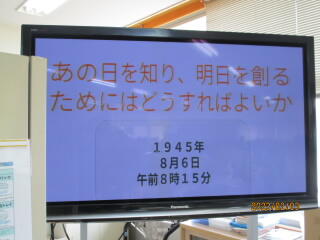 あの日を知り、明日を創る
ためにはどうすればよいか
1945年
8月6日
午前8時15分
Panasonic